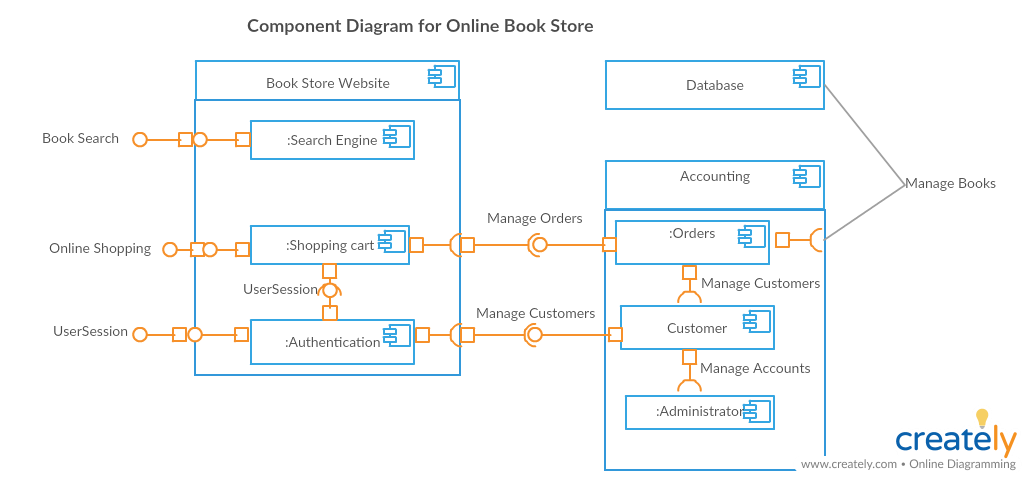 Component Diagram for Online Book Store
Book Store Website
Database
Book Search
:Search Engine
Accounting
Manage Books
Manage Orders
:Orders
Online Shopping
:Shopping cart
UserSession
Manage Customers
Manage Customers
UserSession
:Authentication
Customer
Manage Accounts
:Administrator
creately
www.creately.com • Online Diagramming